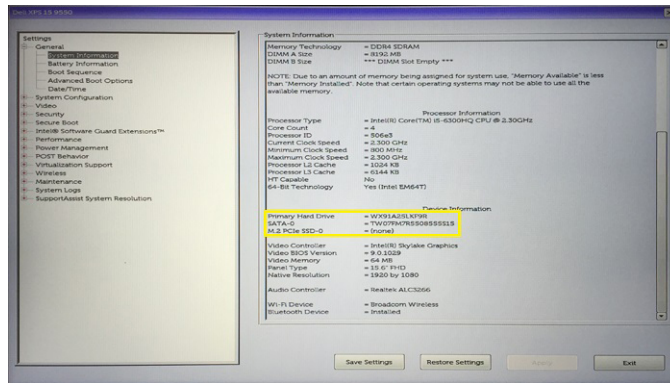 Dell XPS 15 9550
Settings
General
System Information
Battery Information
Boot Sequence
Advanced Boot Options
Date/Time
System Configuration
Video
Security
Secure Boot
Intel® Software Guard Extensions™
Performance
Power Management
POST Behavior
Virtualization Support
Wireless
Maintenance
System Logs
SupportAssist System Resolution
System Information
Memory Technology = DDR4 SDRAM
DIMM A Size = 8192 MB
DIMM B Size *** DIMM Slot Empty ***
NOTE: Due to an amount of memory being assigned for system use, "Memory Available" is less
than "Memory Installed". Note that certain operating systems may not be able to use all the
available memory.
Processor Information
Processor Type = Intel(R) Core(TM) i5-6300HQ CPU @ 2.30GHz
Core Count = 4
Processor ID = 506e3
Current Clock Speed = 2.300 GHz
Minimum Clock Speed = 800 MHz
Maximum Clock Speed = 2.300 GHz
Processor L2 Cache = 1024 KB
Processor L3 Cache = 6144 KB
HT Capable No
64-Bit Technology Yes (Intel EM64T)
Device Information
Primary Hard Drive = WX91A25LKF9R
SATA-0 = TW07FM7R5508555S15
M.2 PCIe SSD-0 = (none)
Video Controller = Intel(R) Skylake Graphics
Video BIOS Version = 9.0.1029
Video Memory = 64 MB
Panel Type = 15.6" FHD
Native Resolution = 1920 by 1080
Audio Controller = Realtek ALC3266
Wi-Fi Device = Broadcom Wireless
Bluetooth Device = Installed
Save Settings
Restore Settings
Apply
Exit